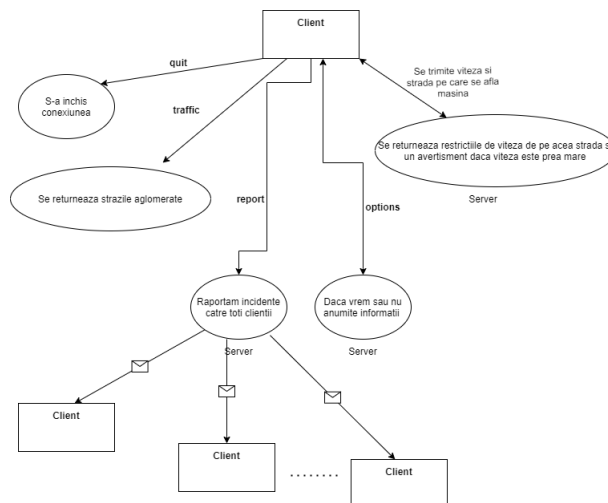 Client
quit
Se trimite viteza si
strada pe care se afla
masina
S-a inchis
conexiunea
traffic
Se returneaza restrictiile de viteza de pe acea strada s
un avertisment daca viteza este prea mare
Se returneaza strazile aglomerate
report
options
Server
Raportam incidente
catre toti clientii
Daca vrem sau nu
anumite informatii
Server
Server
Client
Client
........
Client